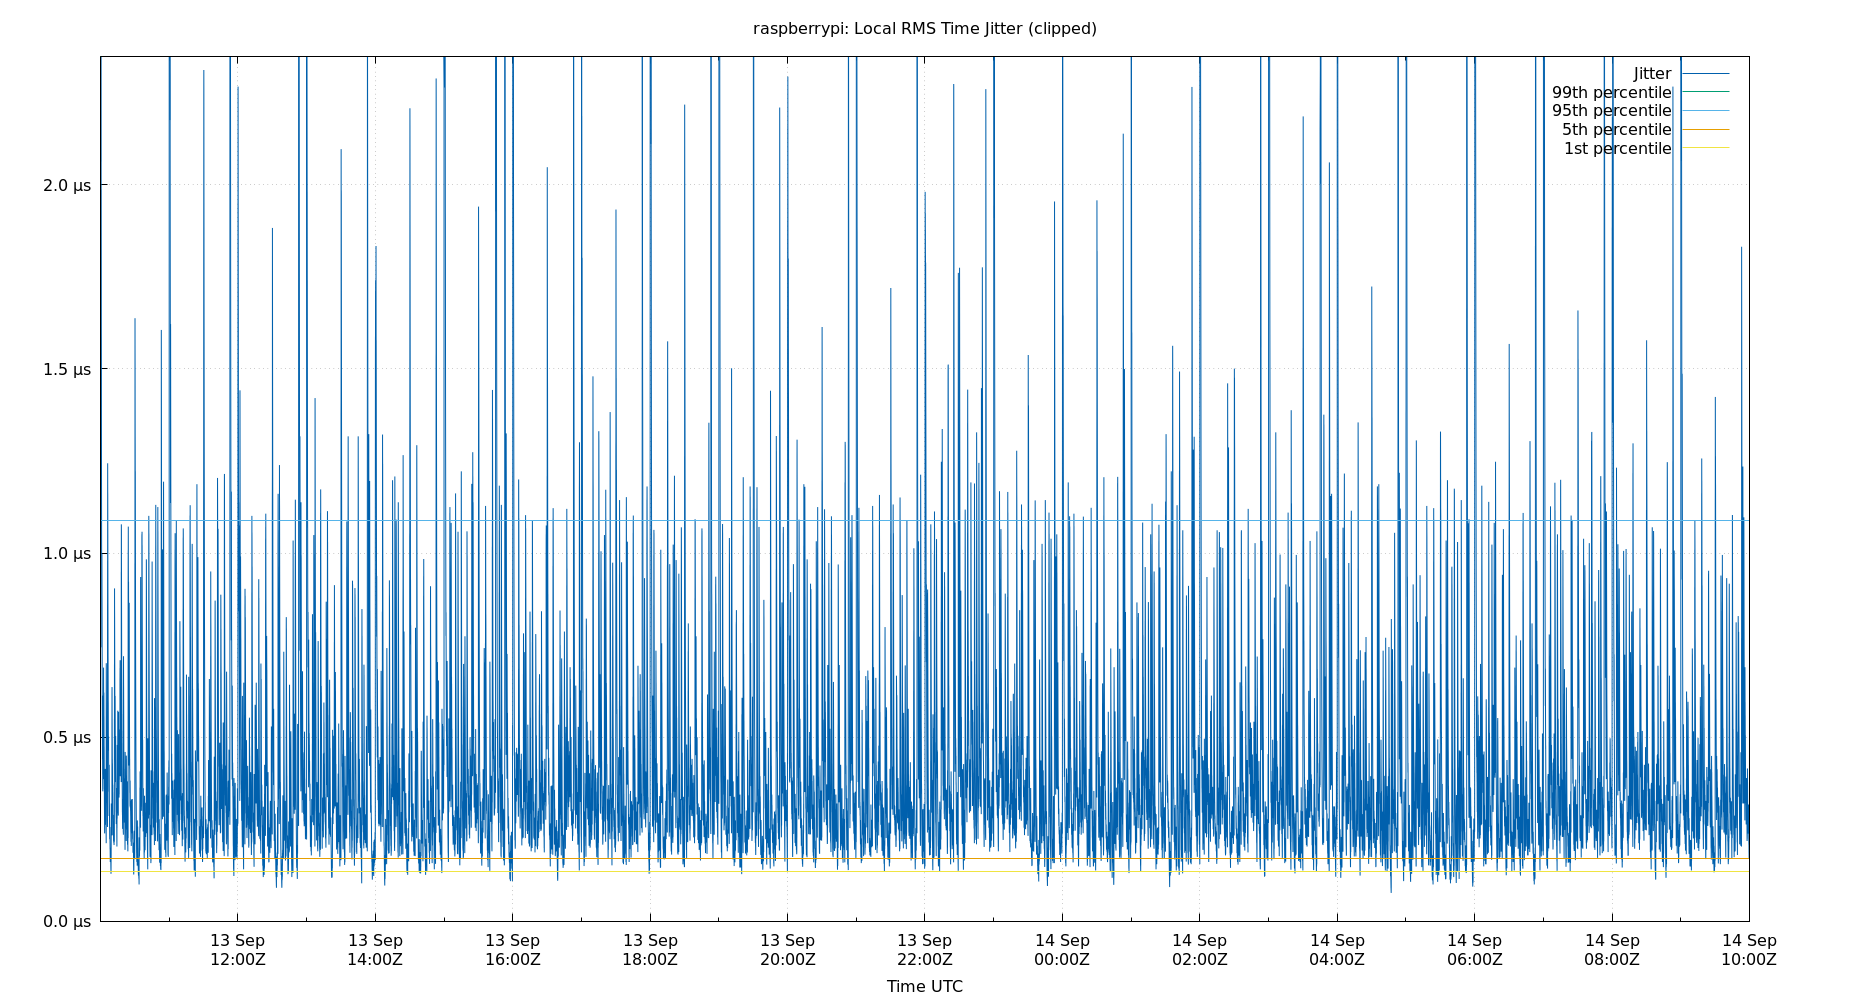 raspberrypi: Local RMS Time Jitter (clipped)
Jitter
99th percentile
95th percentile
5th percentile
1st percentile
2.0 µs
1.5 µs
1.0 µs
0.5 µs
0.0 µs
13 Sep 13 Sep 13 Sep 13 Sep 13 Sep 13 Sep 14 Sep 14 Sep 14 Sep 14 Sep 14 Sep 14 Sep
12:00Z 14:00Z 16:00Z 18:00Z 20:00Z 22:00Z 00:00Z 02:00Z 04:00Z 06:00Z 08:00Z 10:00Z
Time UTC